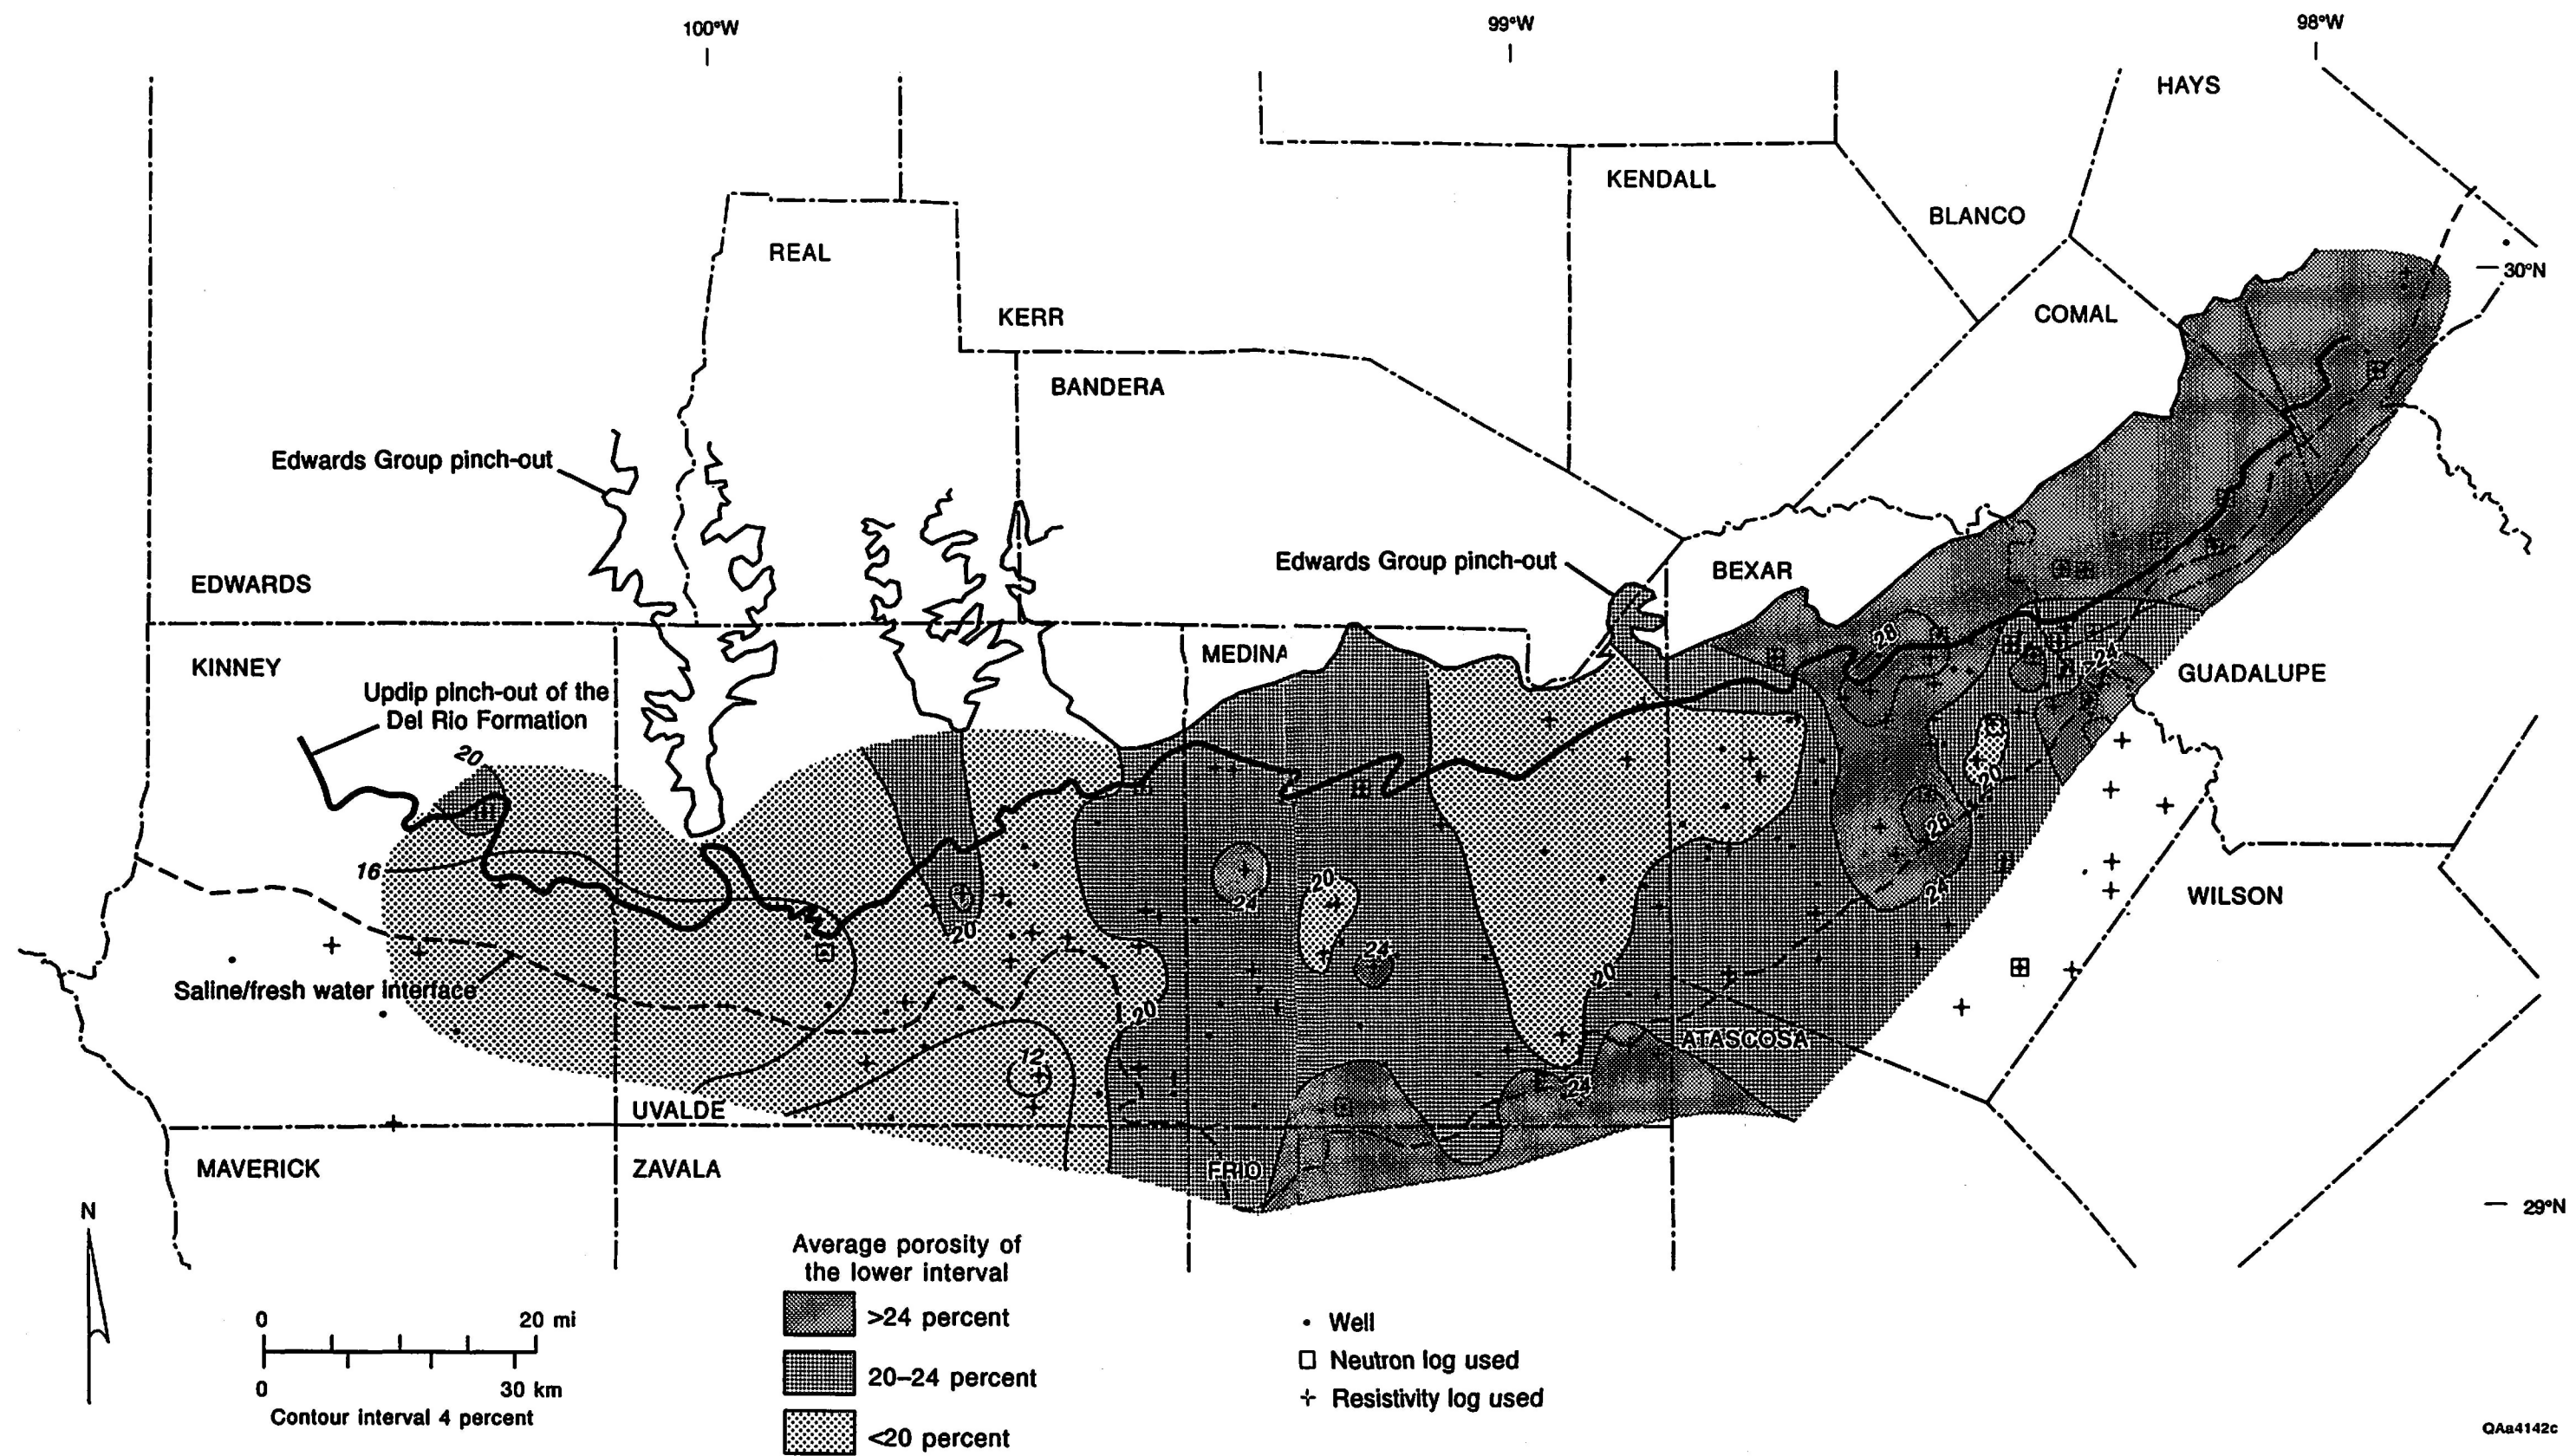 100°W
99°W
98°W
HAYS
KENDALL
BLANCO
REAL
30°N
KERR
COMAL
BANDERA
Edwards Group pinch-out
Edwards Group pinch-out
BEXAR
EDWARDS
KINNEY
MEDINA
28
24
GUADALUPE
Updip pinch-out of the
Del Rio Formation
20
20
28
16
20
24
24
WILSON
20
24
20
Saline/fresh water interface
20
ATASCOSA
12
24
UVALDE
MAVERICK
ZAVALA
FRIO
29°N
N
Average porosity of
the lower interval
>24 percent
20–24 percent
<20 percent
0 20 mi
0 30 km
Contour interval 4 percent
Well
Neutron log used
Resistivity log used
QAa4142c